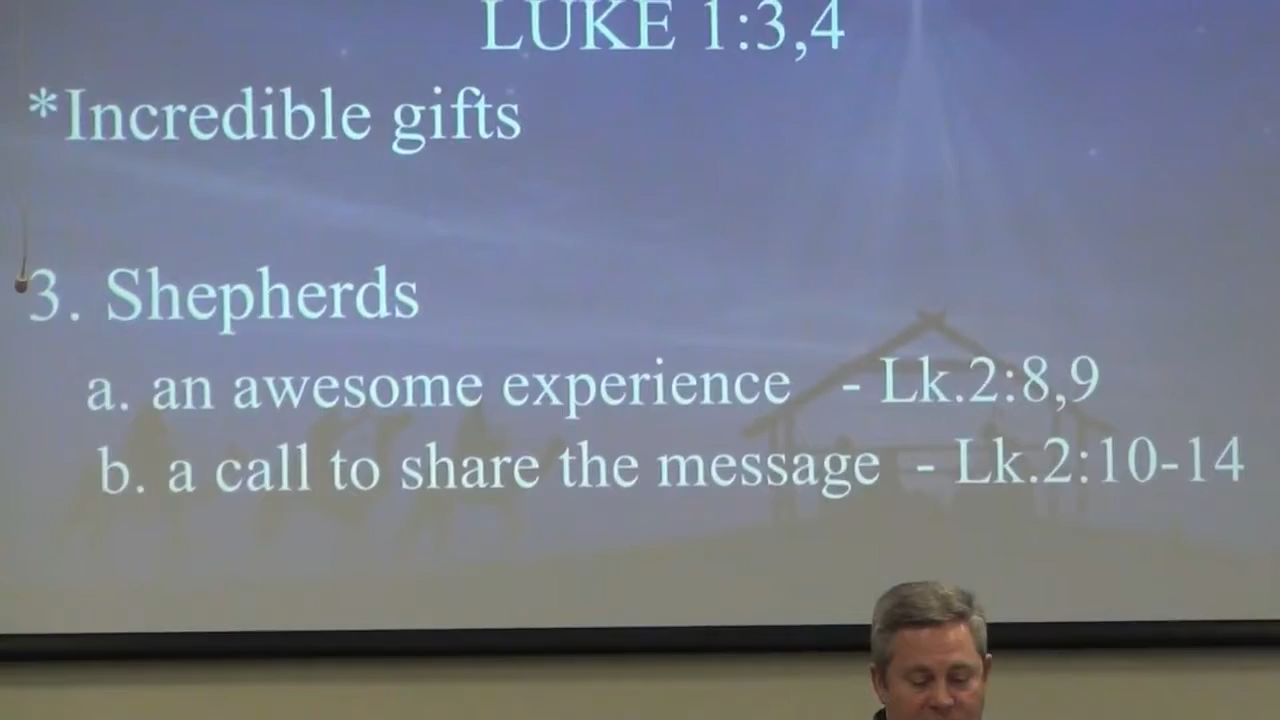 LUKE 1:3,4
*Incredible gifts
3. Shepherds
a. an awesome experience - Lk.2:8,9
b. a call to share the message - Lk.2:10-14